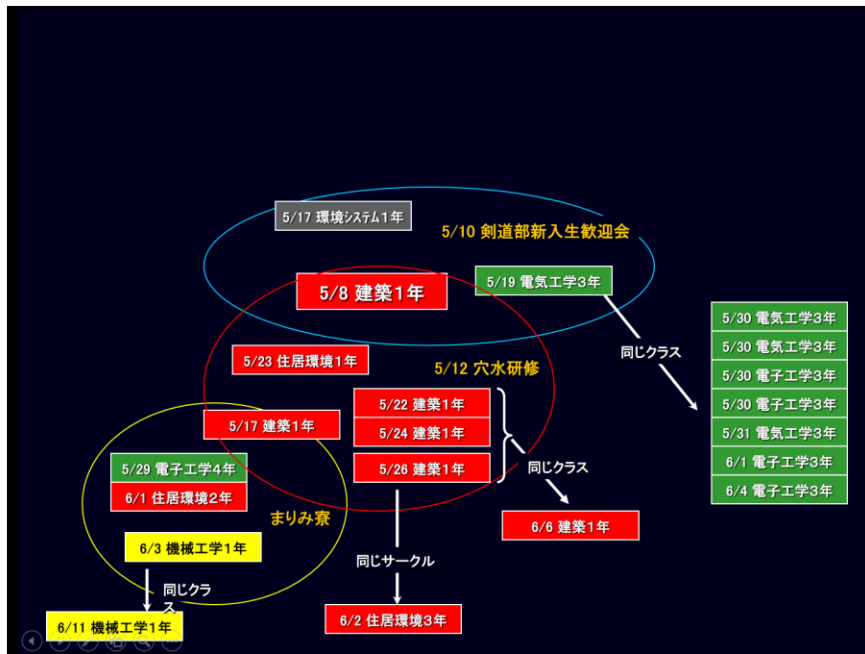 5/17 環境システム1年
5/10 剣道部新入生歓迎会
5/8 建築1年
5/19 電気工学3年
5/30 電気工学3年
5/30 電気工学3年
5/30 電子工学3年
5/30 電子工学3年
5/31 電気工学3年
6/1 電子工学3年
6/4 電子工学3年
同じクラス
5/23 住居環境1年
5/12 穴水研修
5/22 建築1年
5/24 建築1年
5/26 建築1年
5/17 建築1年
同じクラス
5/29 電子工学4年
6/1 住居環境2年
まりみ寮
6/6 建築1年
6/3 機械工学1年
同じサークル
同じクラ
ス
6/11 機械工学1年
6/2 住居環境3年